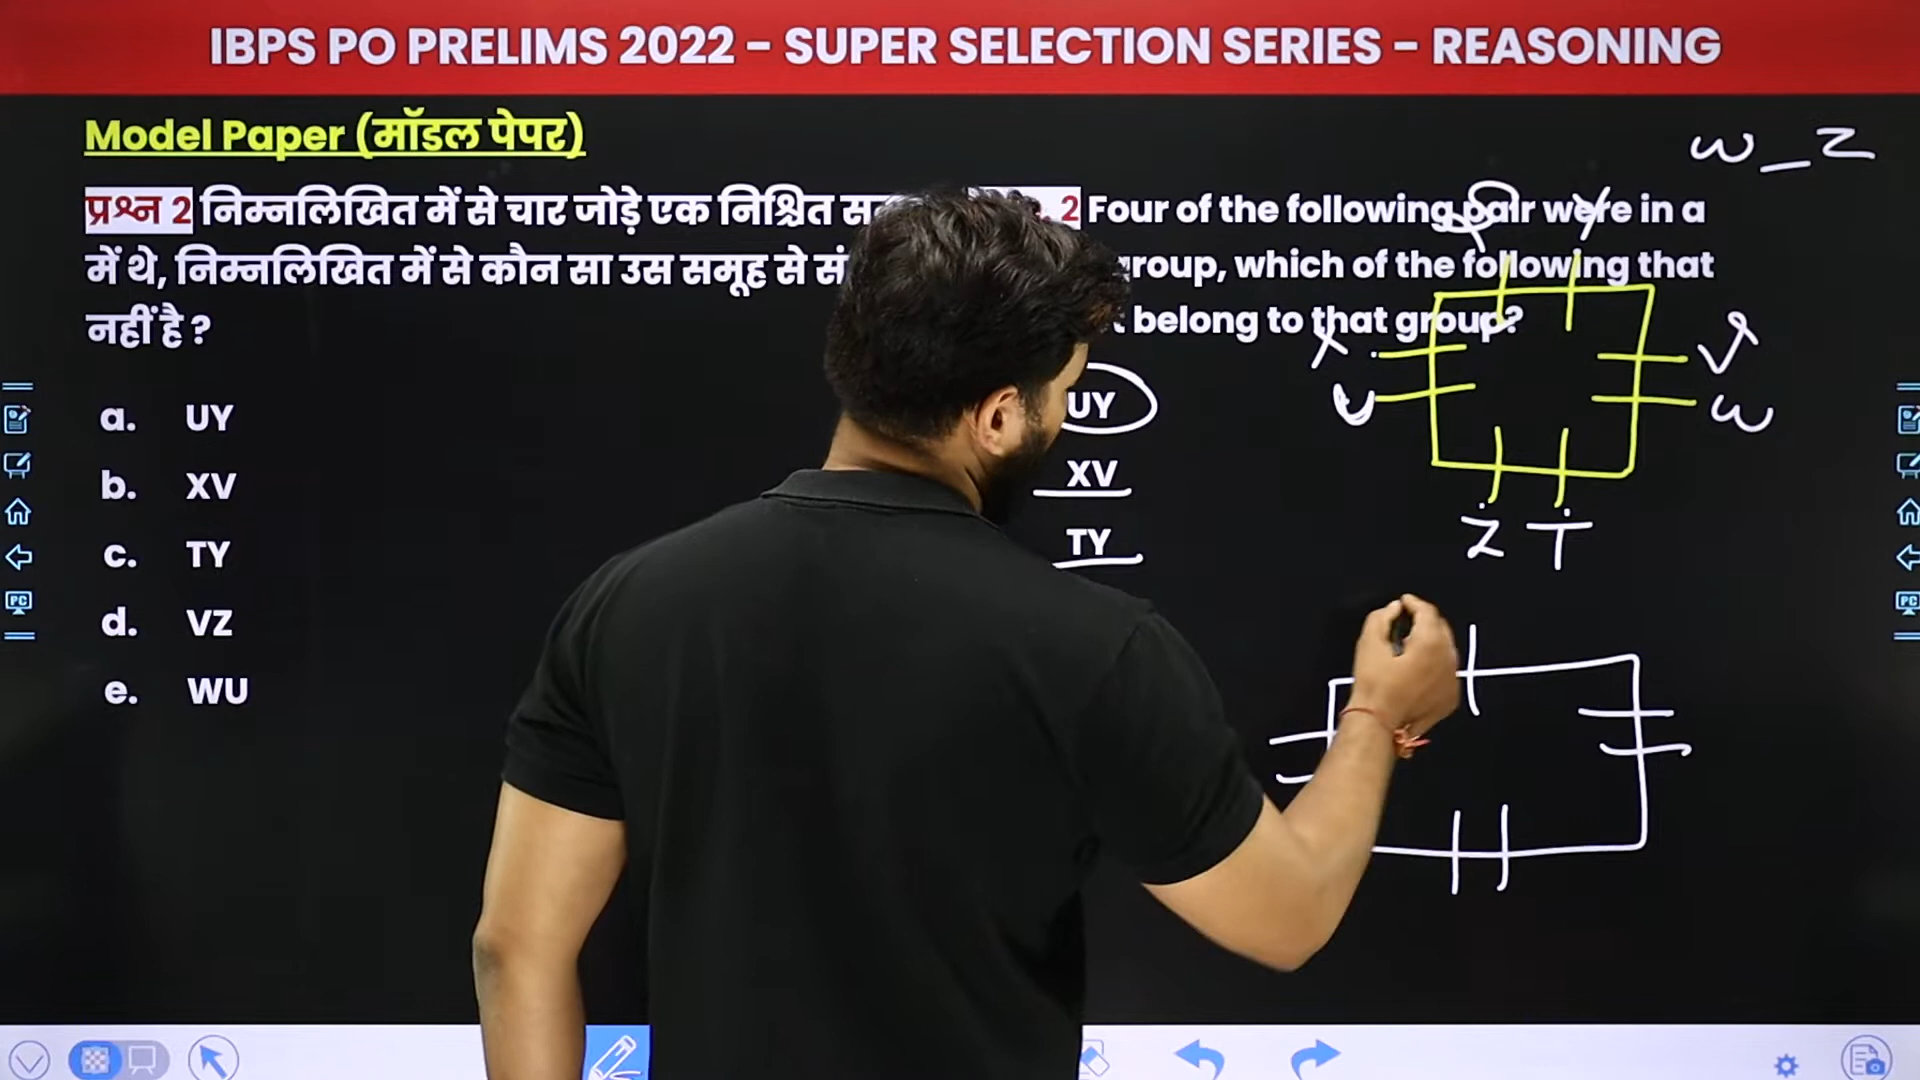 IBPS PO PRELIMS 2022 - SUPER SELECTION SERIES - REASONING
Model Paper (मॉडल पेपर)
w _ Z
प्रश्न 2 निम्नलिखित में से चार जोड़े एक निश्चित
में थे, निम्नलिखित में से कौन सा उस समूह से
नहीं है ?
a. UY
b. XV
c. TY
d. VZ
e. WU
. 2 Four of the following pair were in a
group, which of the following that
belong to that group?
UY
XV
TY
Y
X
U
V
W
Z T
PC
PC